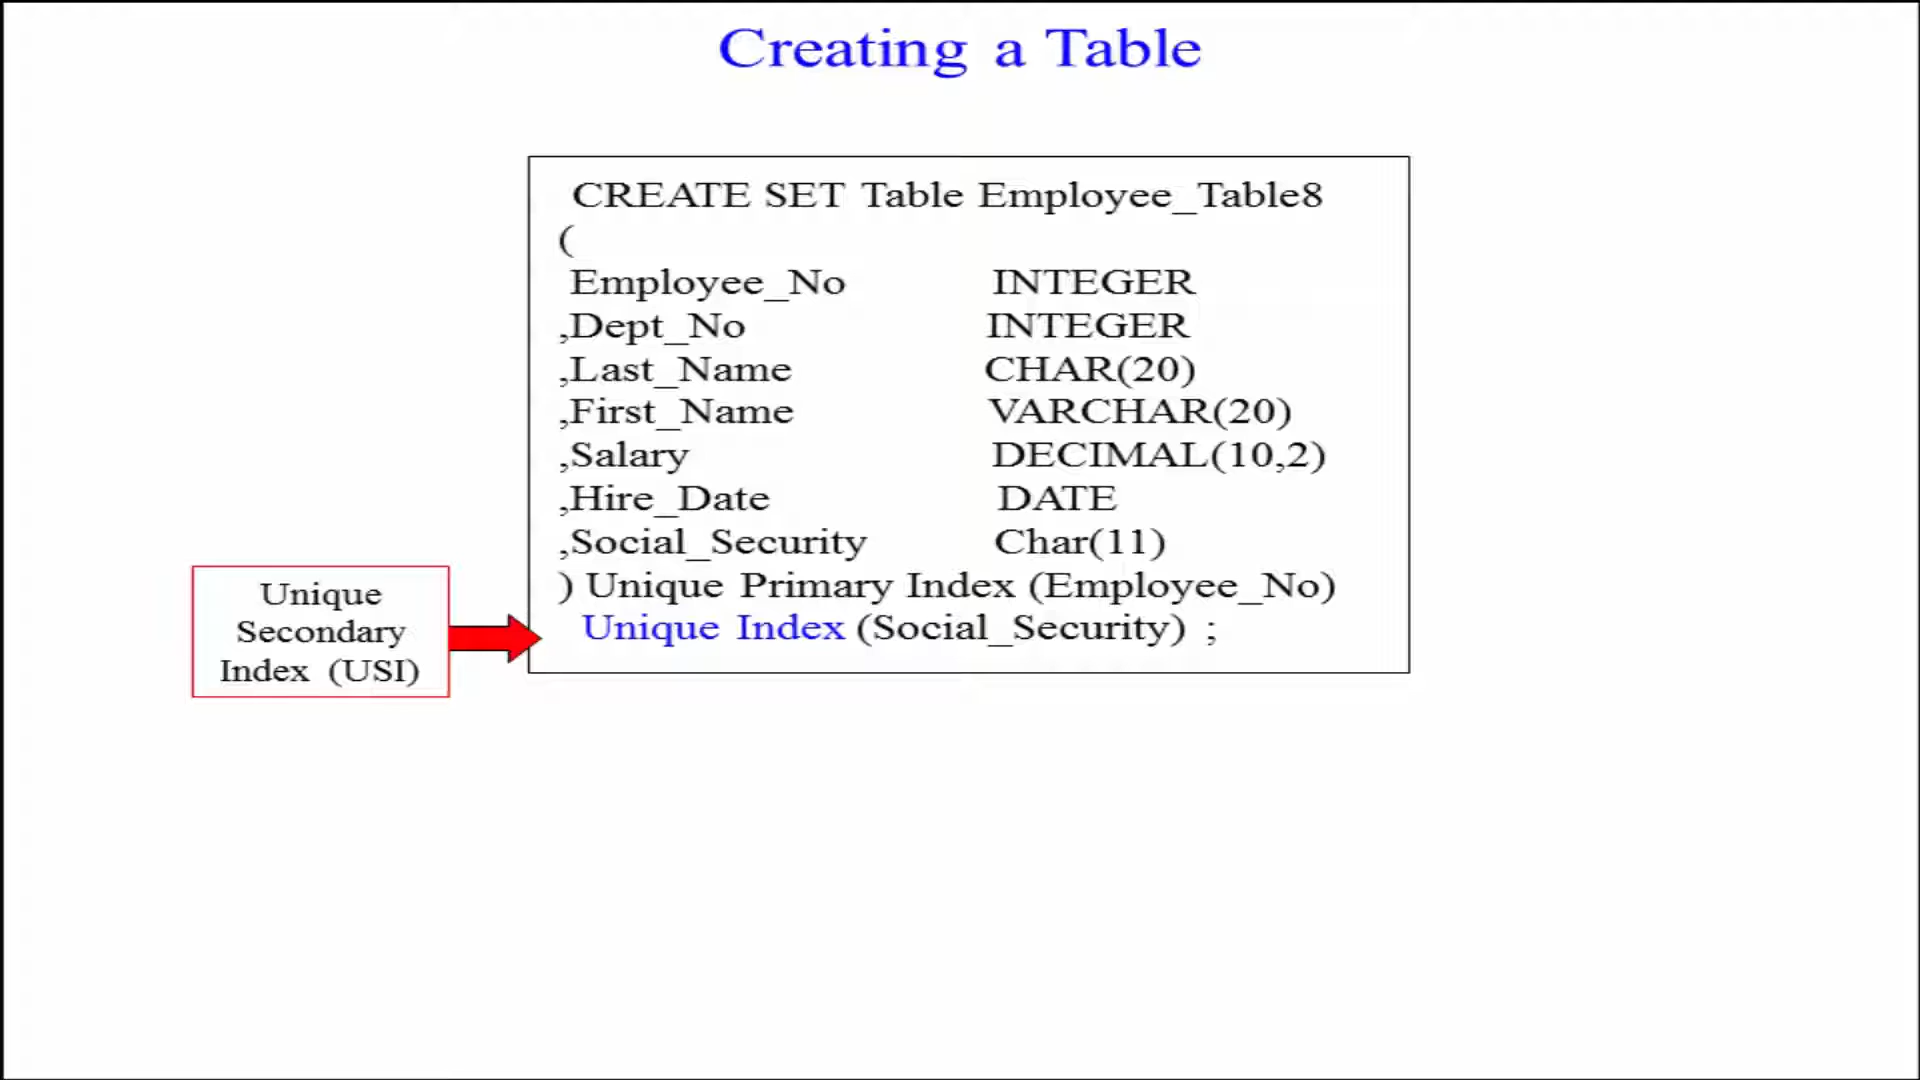 Creating a Table
CREATE SET Table Employee_Table8
(
Employee_No INTEGER
,Dept_No INTEGER
,Last_Name CHAR(20)
,First_Name VARCHAR(20)
,Salary DECIMAL(10,2)
,Hire_Date DATE
,Social_Security Char(11)
) Unique Primary Index (Employee_No)
Unique Index (Social_Security) ;
Unique
Secondary
Index (USI)